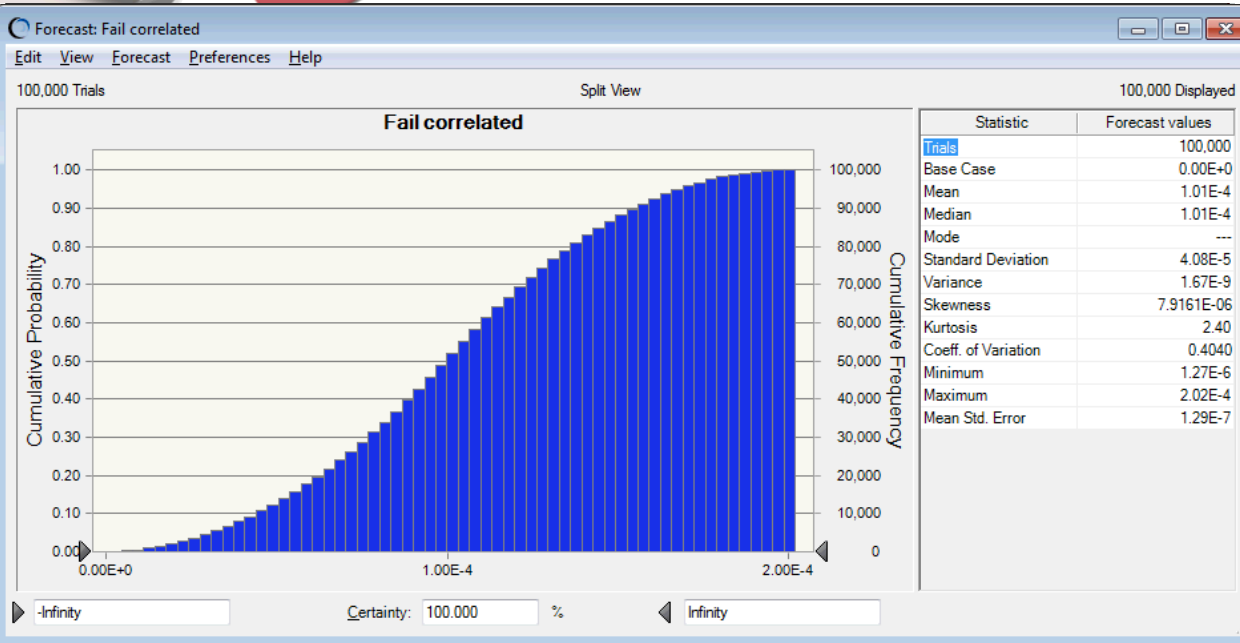 Forecast: Fail correlated
Edit View Forecast Preferences Help
100,000 Trials Split View 100,000 Displayed
Fail correlated
Cumulative Probability
1.00
0.90
0.80
0.70
0.60
0.50
0.40
0.30
0.20
0.10
0.00
0.00E+0 1.00E-4 2.00E-4
100,000
90,000
80,000
70,000
60,000
50,000
40,000
30,000
20,000
10,000
0
Cumulative Frequency
Statistic Forecast values
Trials 100,000
Base Case 0.00E+0
Mean 1.01E-4
Median 1.01E-4
Mode ---
Standard Deviation 4.08E-5
Variance 1.67E-9
Skewness 7.9161E-06
Kurtosis 2.40
Coeff. of Variation 0.4040
Minimum 1.27E-6
Maximum 2.02E-4
Mean Std. Error 1.29E-7
-Infinity Certainty: 100.000 % Infinity